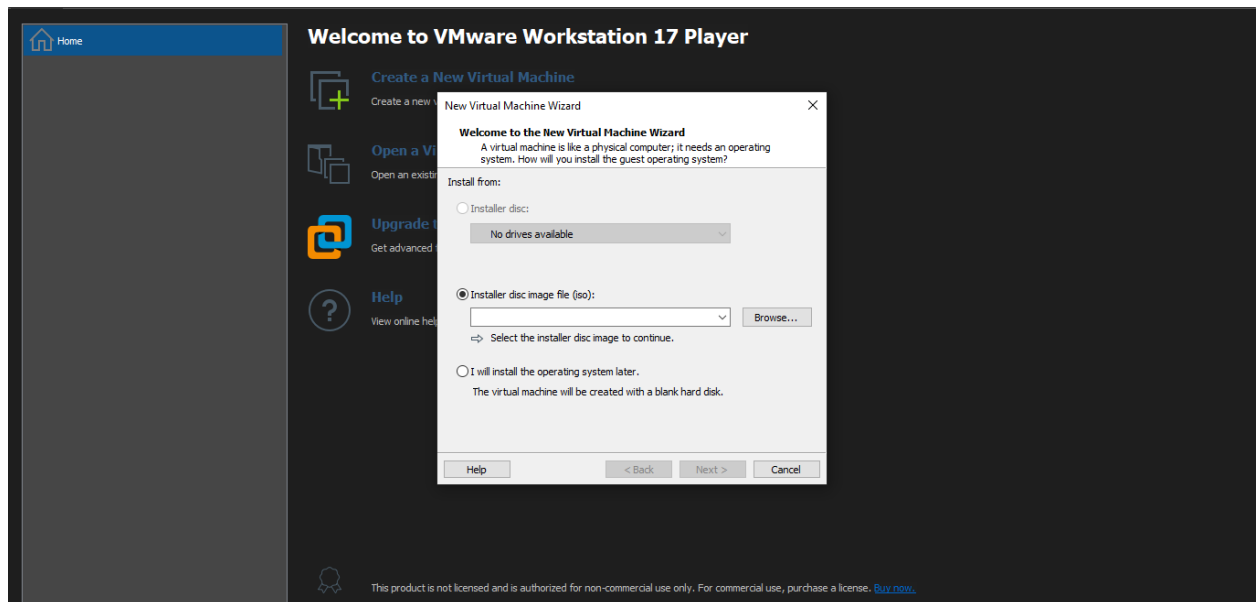 Home
Welcome to VMware Workstation 17 Player
Create a New Virtual Machine
Create a new
New Virtual Machine Wizard
Welcome to the New Virtual Machine Wizard
A virtual machine is like a physical computer; it needs an operating
system. How will you install the guest operating system?
Open a
Open an
Install from:
Installer disc:
No drives available
Upgrade
Get advanced
Installer disc image file (iso):
Browse...
Select the installer disc image to continue.
Help
View online
I will install the operating system later.
The virtual machine will be created with a blank hard disk.
Help
< Back
Next >
Cancel
This product is not licensed and is authorized for non-commercial use only. For commercial use, purchase a license. Buy now.